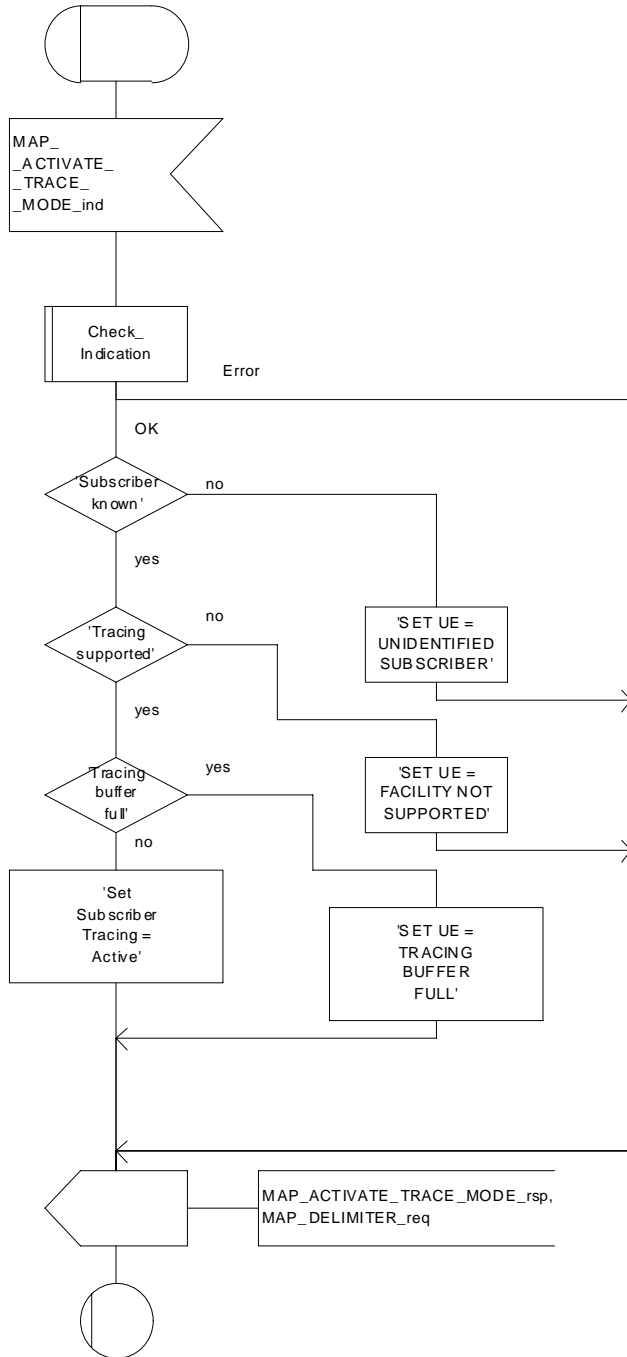 MAP_
_ACTIVATE_
_TRACE_
_MODE_ind
Check_
Indication
Error
OK
'Subscriber
known'
no
yes
'Tracing
supported'
no
'SET UE =
UNIDENTIFIED
SUBSCRIBER'
yes
'Tracing
buffer
full'
yes
'SET UE =
FACILITY NOT
SUPPORTED'
no
'Set
Subscriber
Tracing =
Active'
'SET UE =
TRACING
BUFFER
FULL'
MAP_ACTIVATE_TRACE_MODE_rsp,
MAP_DELIMITER_req